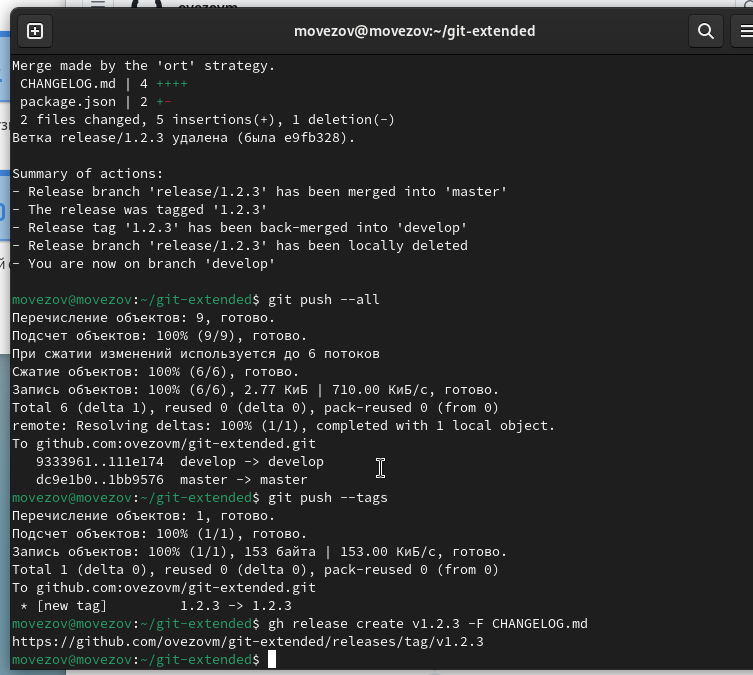 movezov@movezov:~/git-extended
Merge made by the 'ort' strategy.
CHANGELOG.md | 4 ++++
package.json | 2 +-
2 files changed, 5 insertions(+), 1 deletion(-)
Ветка release/1.2.3 удалена (была e9fb328).
Summary of actions:
- Release branch 'release/1.2.3' has been merged into 'master'
- The release was tagged '1.2.3'
- Release tag '1.2.3' has been back-merged into 'develop'
- Release branch 'release/1.2.3' has been locally deleted
- You are now on branch 'develop'
movezov@movezov:~/git-extended$ git push --all
Перечисление объектов: 9, готово.
Подсчет объектов: 100% (9/9), готово.
При сжатии изменений используется до 6 потоков
Сжатие объектов: 100% (6/6), готово.
Запись объектов: 100% (6/6), 2.77 КиБ | 710.00 КиБ/с, готово.
Total 6 (delta 1), reused 0 (delta 0), pack-reused 0 (from 0)
remote: Resolving deltas: 100% (1/1), completed with 1 local object.
To github.com:ovezovm/git-extended.git
9333961..111e174  develop -> develop
dc9e1b0..1bb9576  master -> master
movezov@movezov:~/git-extended$ git push --tags
Перечисление объектов: 1, готово.
Подсчет объектов: 100% (1/1), готово.
Запись объектов: 100% (1/1), 153 байта | 153.00 КиБ/с, готово.
Total 1 (delta 0), reused 0 (delta 0), pack-reused 0 (from 0)
To github.com:ovezovm/git-extended.git
* [new tag]         1.2.3 -> 1.2.3
movezov@movezov:~/git-extended$ gh release create v1.2.3 -F CHANGELOG.md
https://github.com/ovezovm/git-extended/releases/tag/v1.2.3
movezov@movezov:~/git-extended$